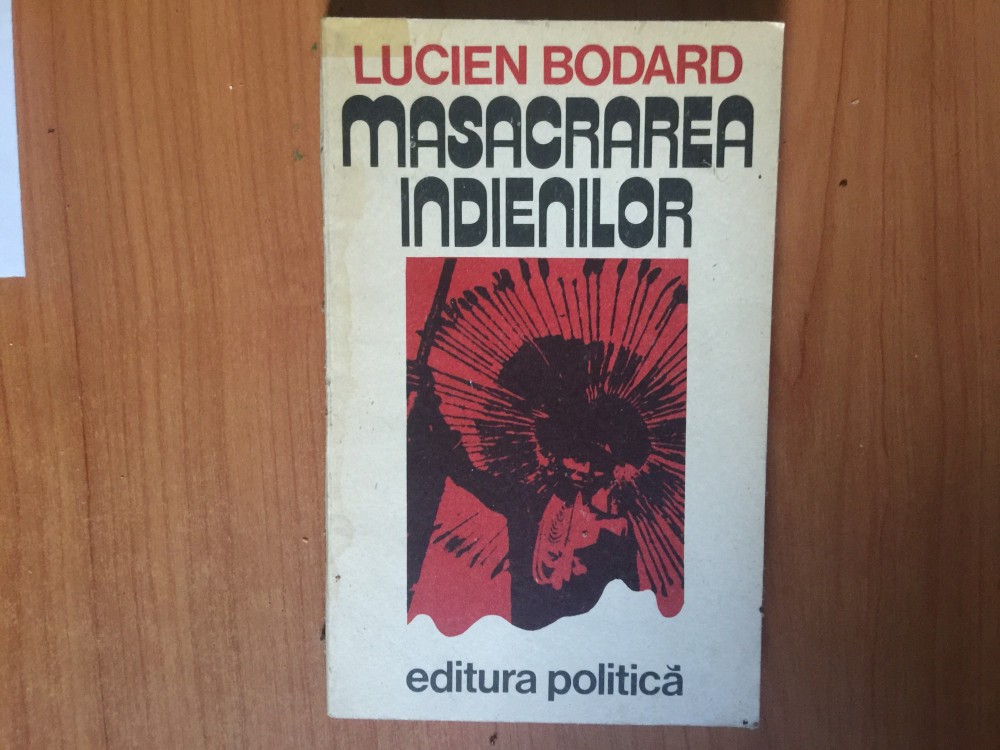 LUCIEN BODARD
MASACRAREA
INDIENILOR
editura politică